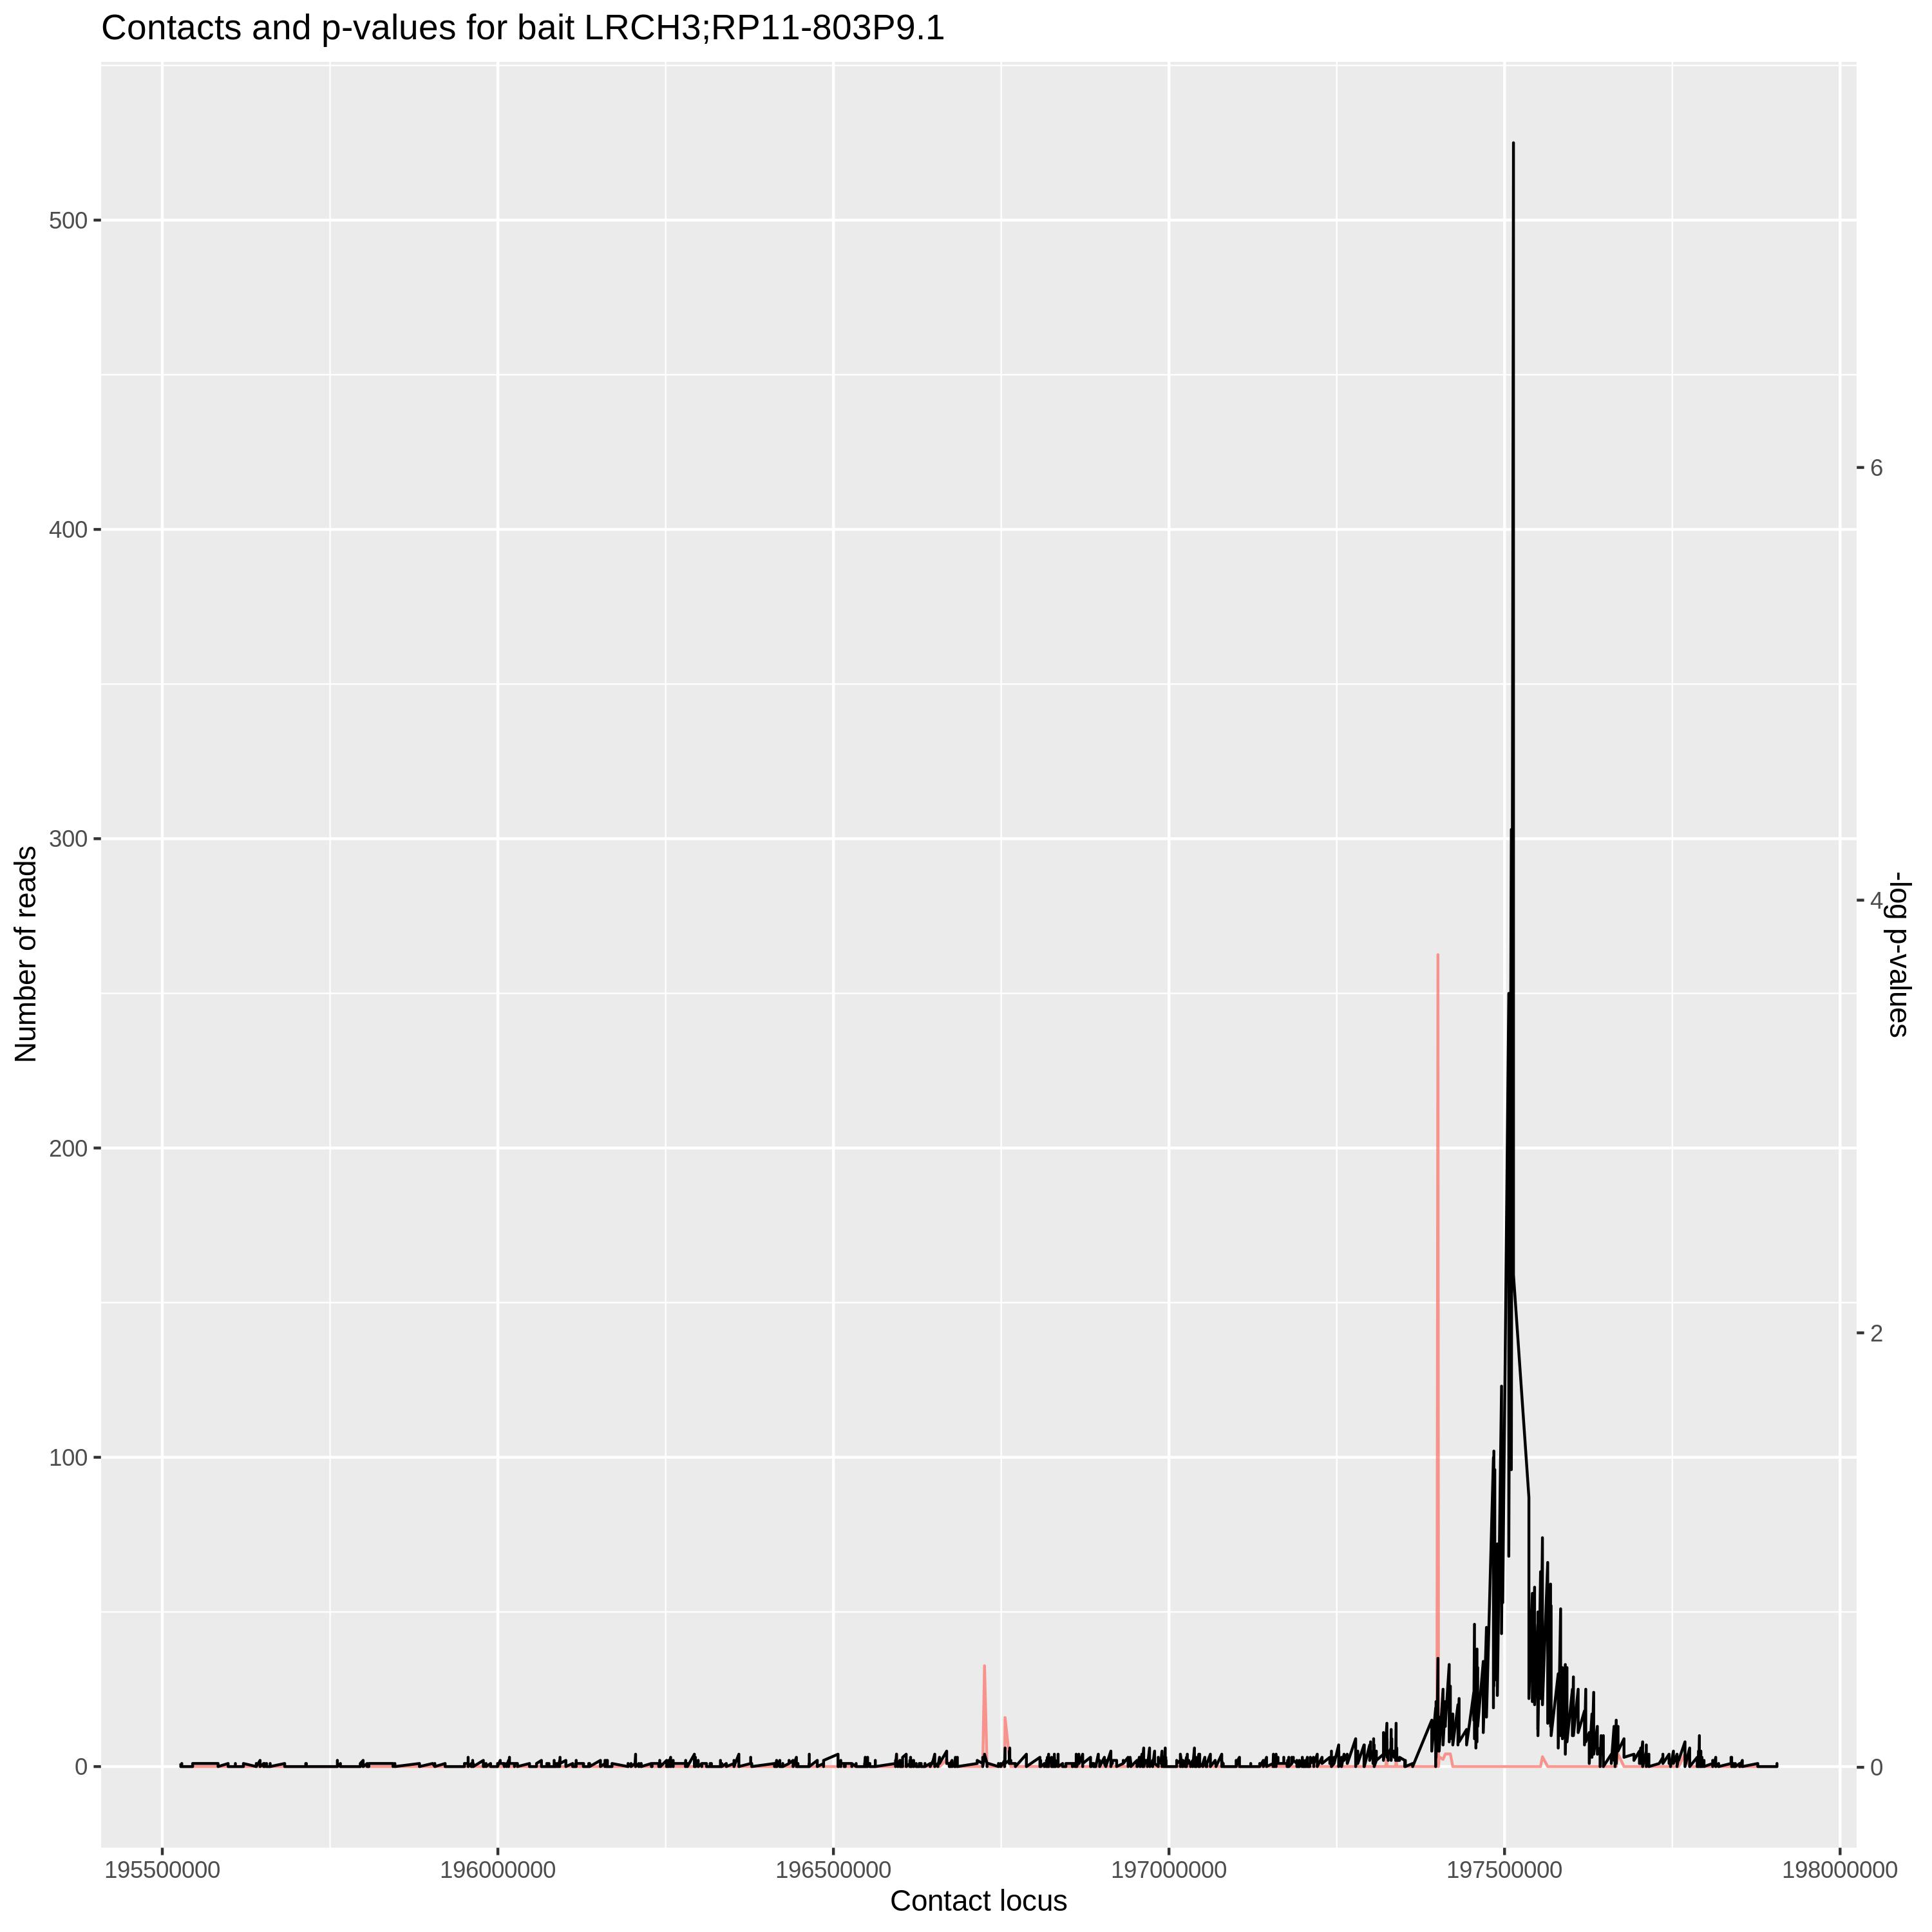 Contacts and p-values for bait LRCH3;RP11-803P9.1
500
400
300
200
100
0
Number of reads
6
4
2
0
-log p-values
195500000 196000000 196500000 197000000 197500000 198000000
Contact locus